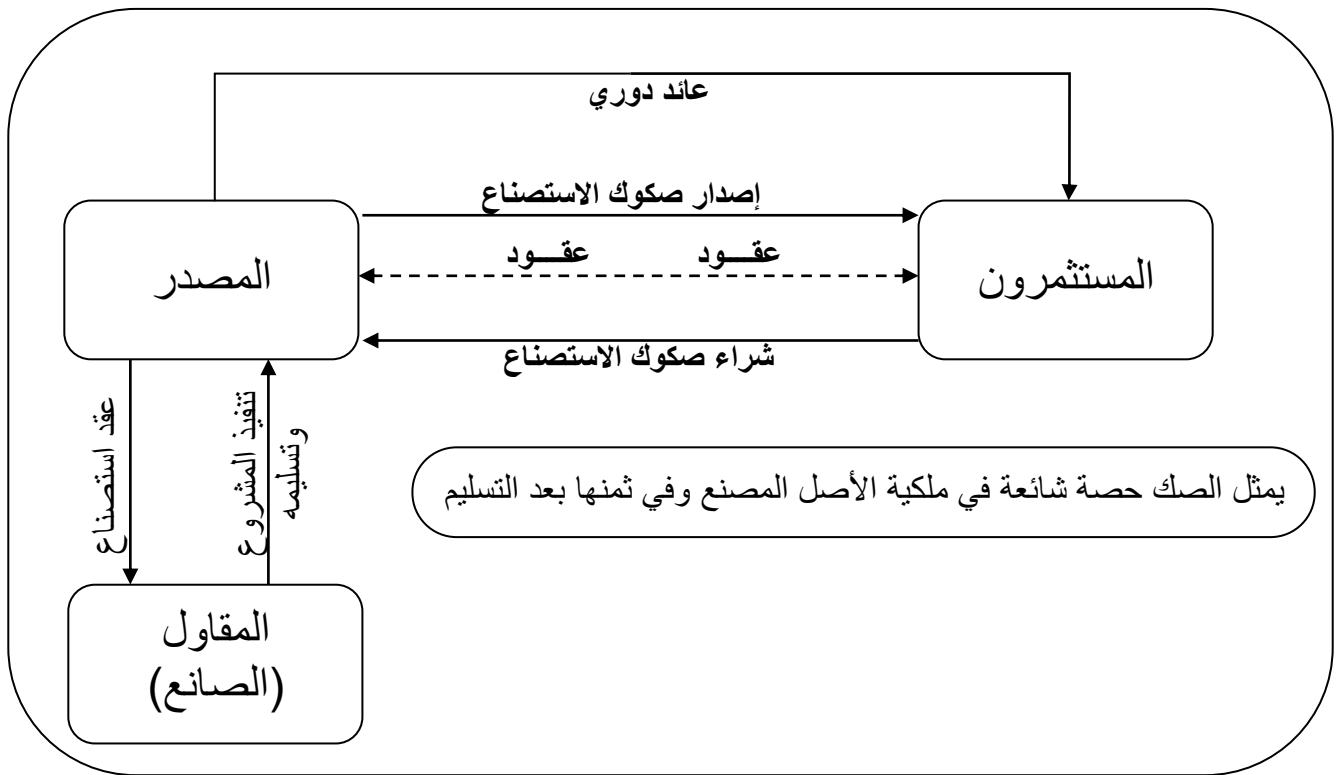 عائد دوري
إصدار صكوك الاستصناع
عقـــود عقـــود
المستثمرون
المصدر
شراء صكوك الاستصناع
عقد استصناع
تنفيذ المشروع
وتسليمه
يمثل الصك حصة شائعة في ملكية الأصل المصنع وفي ثمنها بعد التسليم
المقاول
(الصانع)